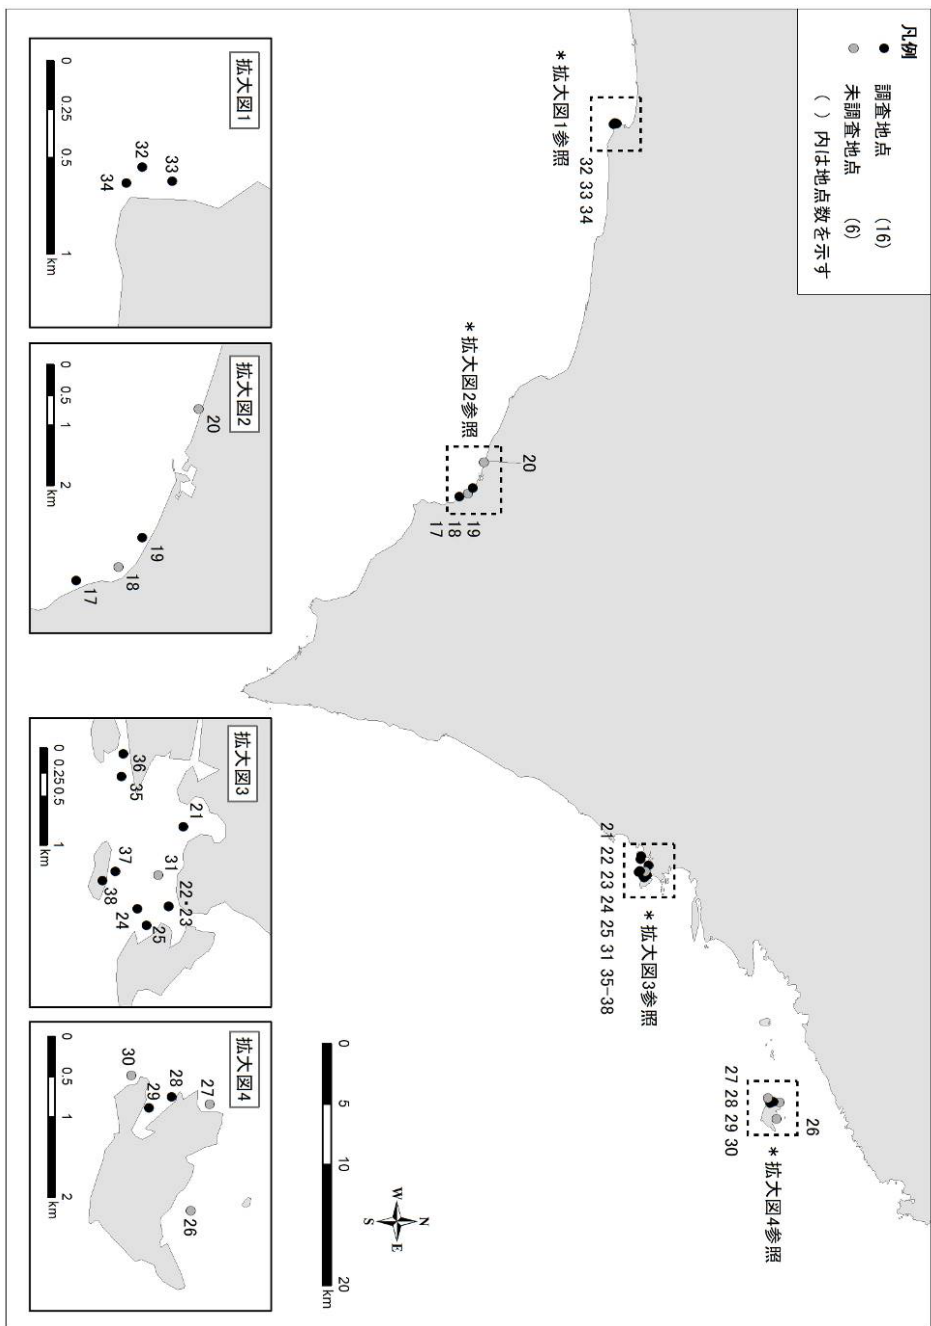 凡例
調査地点 (16)
未調査地点 (6)
( )内は地点数を示す
*拡大図1参照
32 33 34
*拡大図2参照
20
19
18
17
*拡大図3参照
21 22 23 24 25 31 35-38
26
*拡大図4参照
27 28 29 30
N
W
E
S
0 5 10 20
km
拡大図1
33
32
34
0 0.25 0.5 1
km
拡大図2
20
19
18
17
0 0.5 1 2
km
拡大図3
36
35
21
31
22・23
37
38
24
25
0 0.25 0.5 1
km
拡大図4
27
28
29
30
26
0 0.5 1 2
km